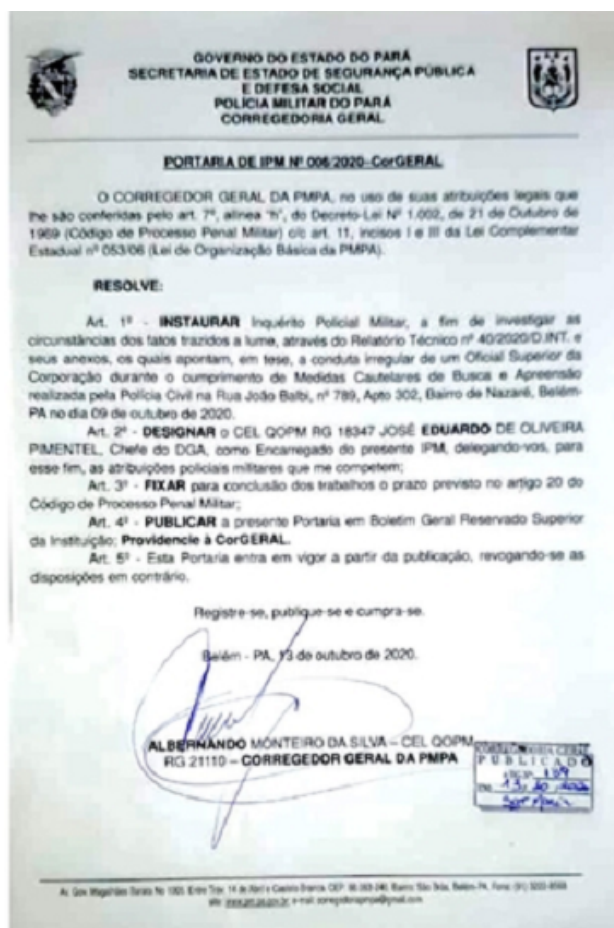 GOVERNO DO ESTADO DO PARÁ
SECRETARIA DE ESTADO DE SEGURANÇA PÚBLICA
E DEFESA SOCIAL
POLÍCIA MILITAR DO PARÁ
CORREGEDORIA GERAL
PORTARIA DE IPM Nº 006/2020-CorGERAL
O CORREGEDOR GERAL DA PMPA, no uso de suas atribuições legais que
lhe são conferidas pelo art. 7º, alínea "h", do Decreto-Lei Nº 1.002, de 21 de Outubro de
1969 (Código de Processo Penal Militar) c/c art. 11, incisos I e III da Lei Complementar
Estadual nº 053/06 (Lei de Organização Básica da PMPA).
RESOLVE:
Art. 1º - INSTAURAR Inquérito Policial Militar, a fim de investigar as
circunstâncias dos fatos trazidos a lume, através do Relatório Técnico nº 40/2020/D.INT. e
seus anexos, os quais apontam, em tese, a conduta irregular de um Oficial Superior da
Corporação durante o cumprimento de Medidas Cautelares de Busca e Apreensão
realizada pela Polícia Civil na Rua João Balbi, nº 789, Apto 302, Bairro de Nazaré, Belém-
PA no dia 09 de outubro de 2020.
Art. 2º - DESIGNAR o CEL QOPM RG 18347 JOSÉ EDUARDO DE OLIVEIRA
PIMENTEL, Chefe do DGA, como Encarregado do presente IPM, delegando-vos, para
esse fim, as atribuições policiais militares que me competem;
Art. 3º - FIXAR para conclusão dos trabalhos o prazo previsto no artigo 20 do
Código de Processo Penal Militar;
Art. 4º - PUBLICAR a presente Portaria em Boletim Geral Reservado Superior
da Instituição; Providencie à CorGERAL.
Art. 5º - Esta Portaria entra em vigor a partir da publicação, revogando-se as
disposições em contrário.
Registre-se, publique-se e cumpra-se.
Belém - PA, 13 de outubro de 2020.
ALBERNANDO MONTEIRO DA SILVA – CEL QOPM
RG 21110 – CORREGEDOR GERAL DA PMPA
CORREGEDORIA GERAL
PUBLICADO
109
13 10 2020